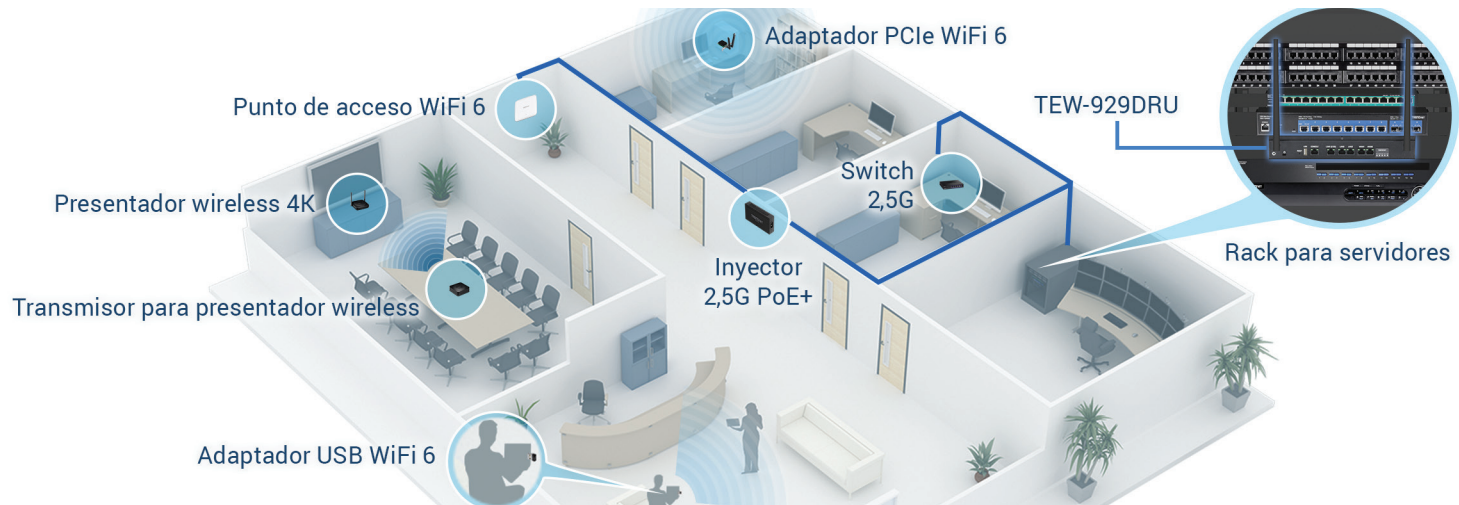 Adaptador PCIe WiFi 6
Punto de acceso WiFi 6
TEW-929DRU
Switch
2,5G
Presentador wireless 4K
Rack para servidores
Inyector
2,5G PoE+
Transmisor para presentador wireless
Adaptador USB WiFi 6